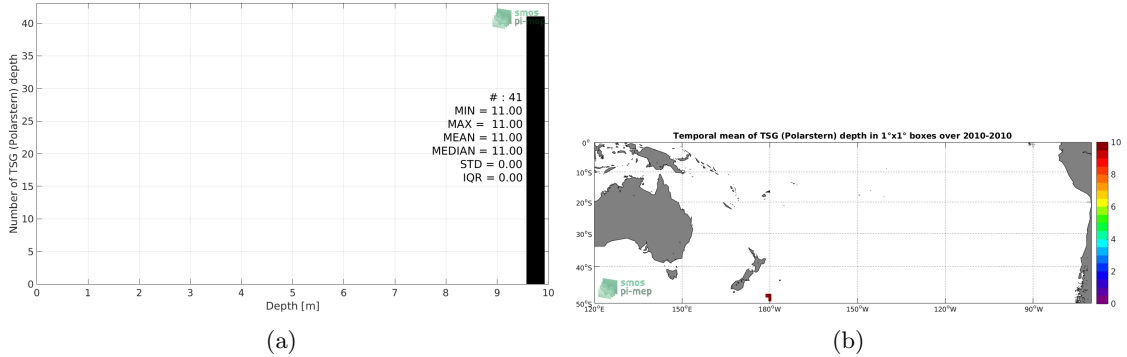 smos
pi-mep
Number of TSG (Polarstern) depth
40
35
30
25
20
15
10
5
0
# : 41
MIN = 11.00
MAX = 11.00
MEAN = 11.00
MEDIAN = 11.00
STD = 0.00
IQR = 0.00
0 1 2 3 4 5 6 7 8 9 10
Depth [m]
(a)
Temporal mean of TSG (Polarstern) depth in 1°x1° boxes over 2010-2010
0°
10°S
20°S
30°S
40°S
50°S
smos
pi-mep
120°E 150°E 180°W 150°W 120°W 90°W
10
8
6
4
2
0
(b)